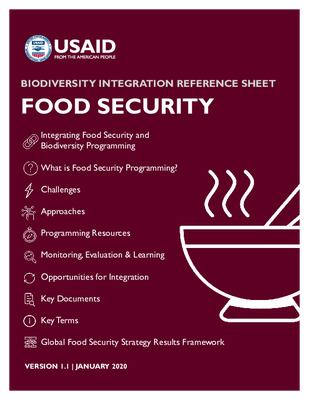 USAID
FROM THE AMERICAN PEOPLE
BIODIVERSITY INTEGRATION REFERENCE SHEET
FOOD SECURITY
Integrating Food Security and
Biodiversity Programming
What is Food Security Programming?
Challenges
Approaches
Programming Resources
Monitoring, Evaluation & Learning
Opportunities for Integration
Key Documents
Key Terms
Global Food Security Strategy Results Framework
VERSION 1.1 | JANUARY 2020